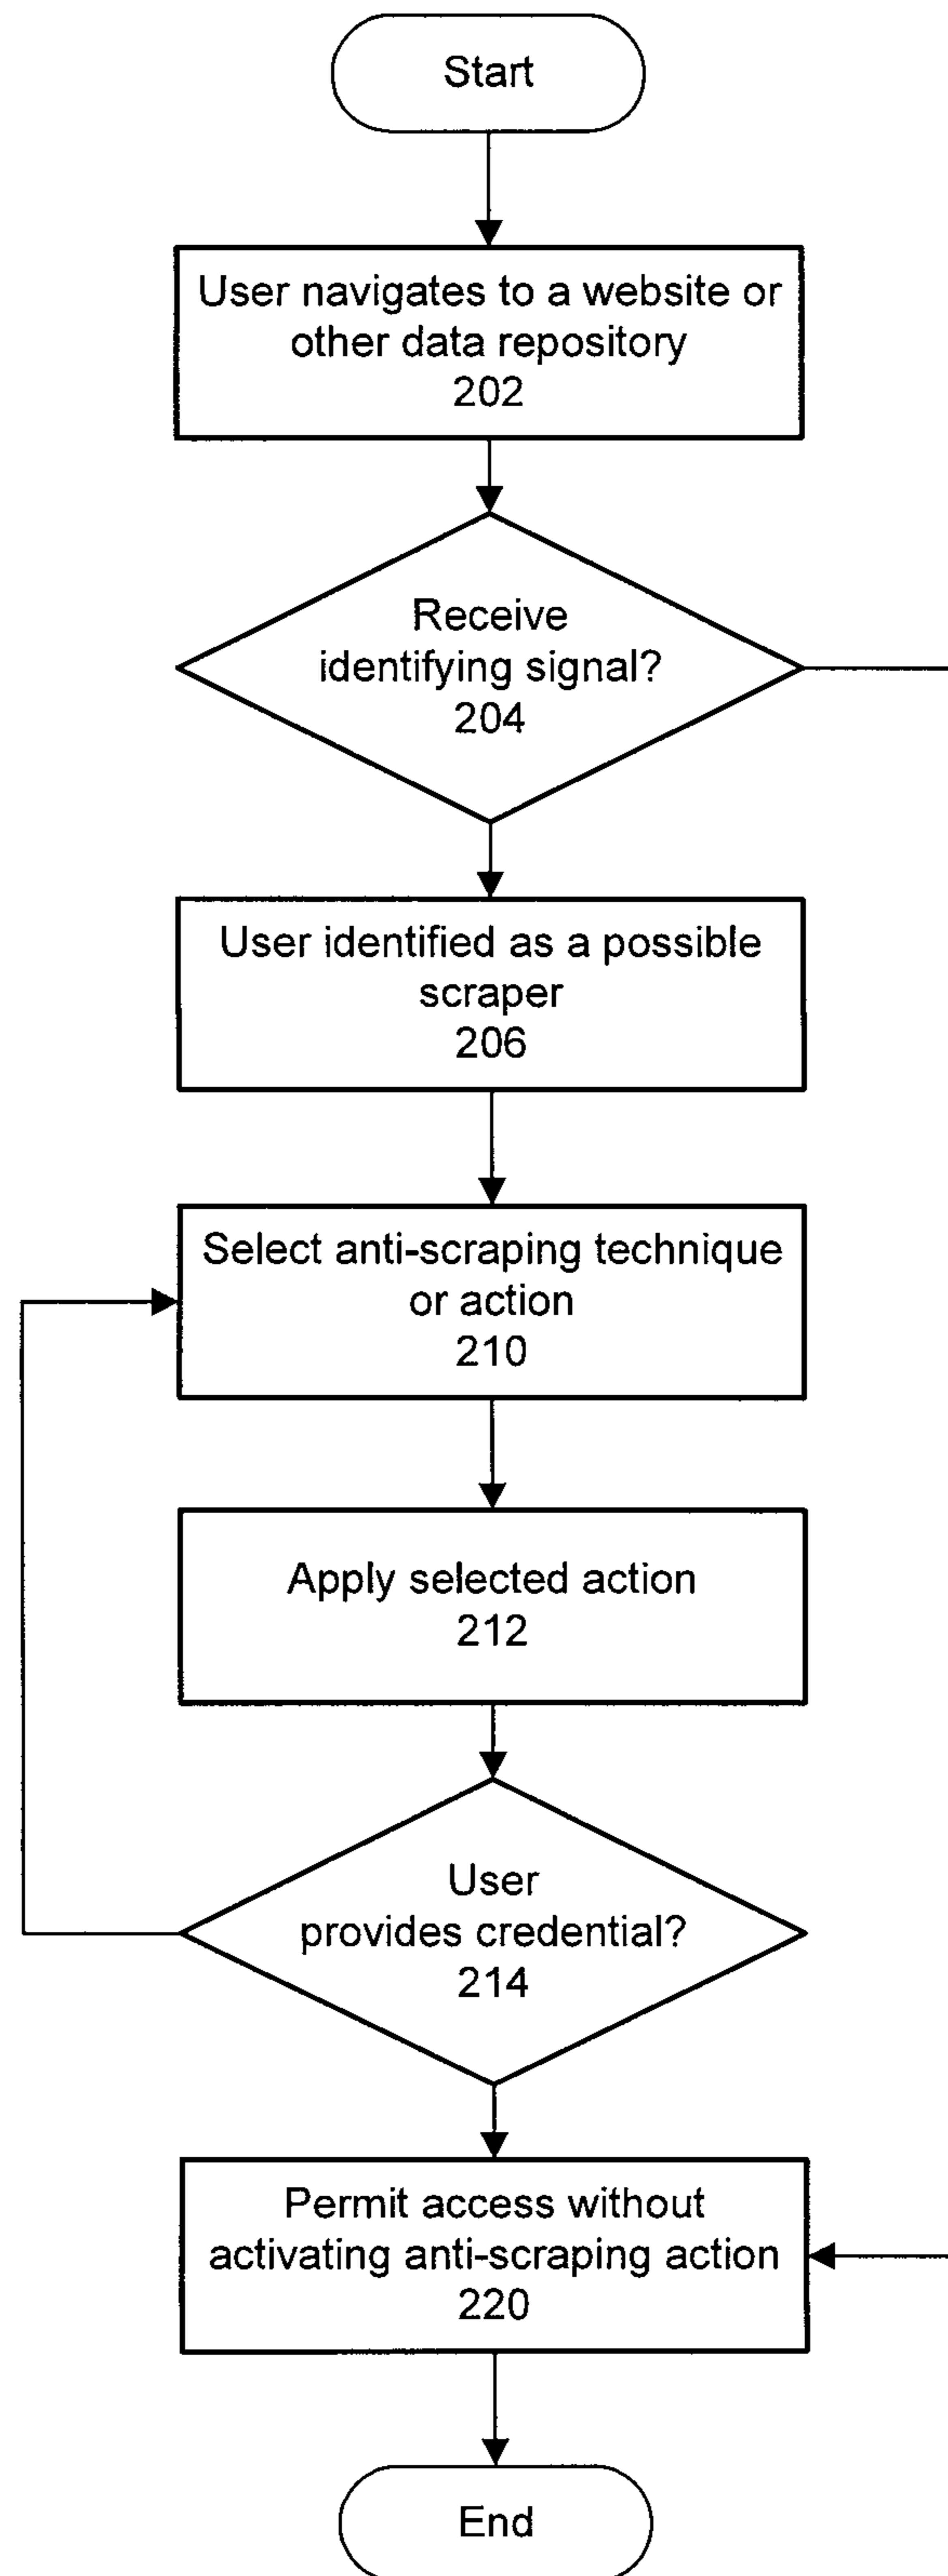 Start
User navigates to a website or
other data repository
202
Receive
identifying signal?
204
User identified as a possible
scraper
206
Select anti-scraping technique
or action
210
Apply selected action
212
User
provides credential?
214
Permit access without
activating anti-scraping action
220
End